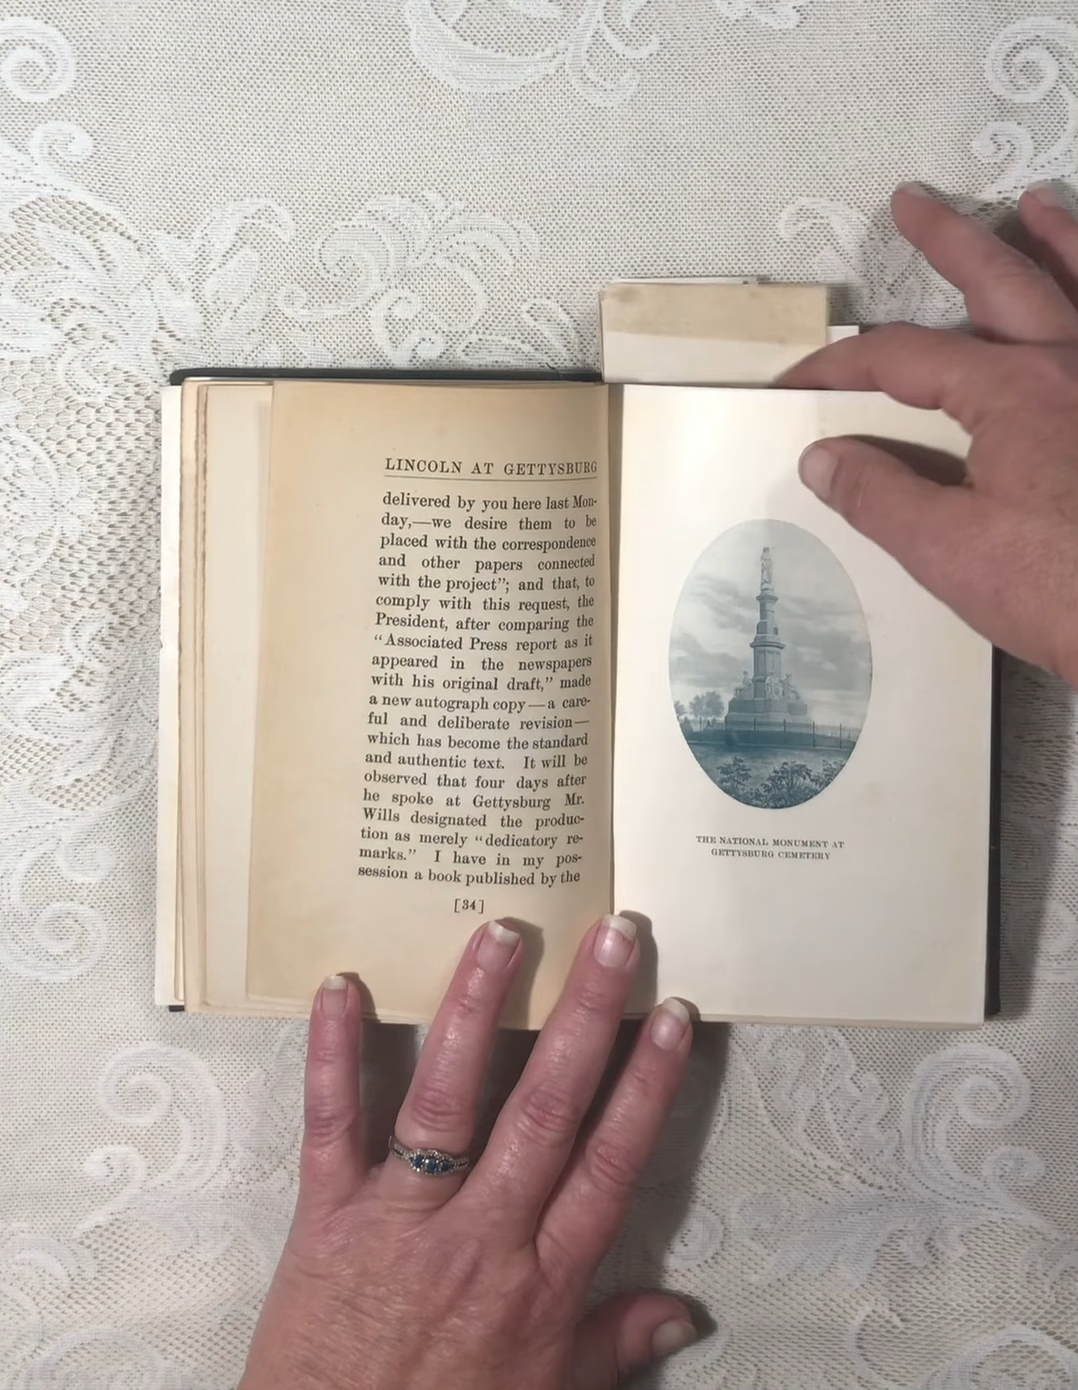 LINCOLN AT GETTYSBURG
delivered by you here last Mon-
day,—we desire them to be
placed with the correspondence
and other papers connected
with the project”; and that, to
comply with this request, the
President, after comparing the
“Associated Press report as it
appeared in the newspapers
with his original draft,” made
a new autograph copy—a care-
ful and deliberate revision—
which has become the standard
and authentic text. It will be
observed that four days after
he spoke at Gettysburg Mr.
Wills designated the produc-
tion as merely “dedicatory re-
marks.” I have in my pos-
session a book published by the
[34]
THE NATIONAL MONUMENT AT
GETTYSBURG CEMETERY